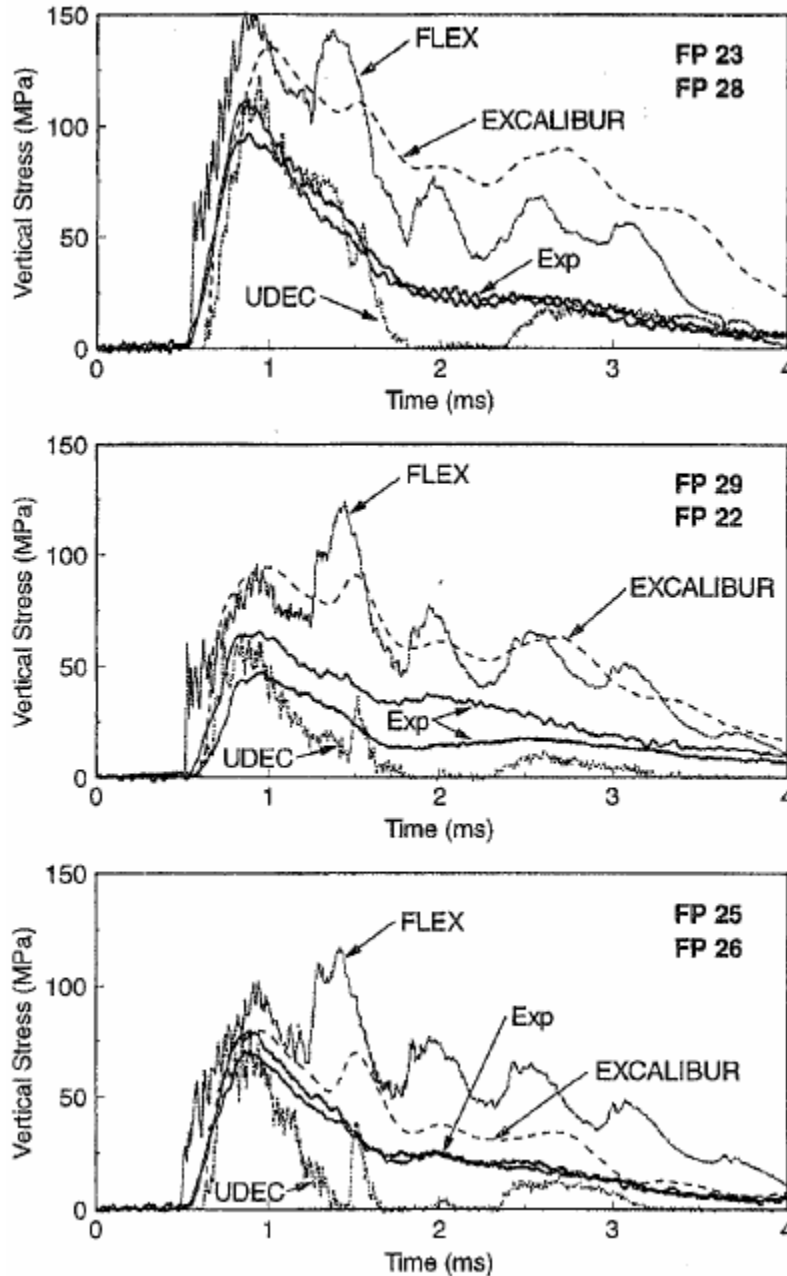 150
FLEX
FP 23
FP 28
100
EXCALIBUR
50
Exp
UDEC
0
0 1 2 3 4
Vertical Stress (MPa)
Time (ms)
150
FLEX
FP 29
FP 22
100
EXCALIBUR
50
Exp
UDEC
0
0 1 2 3 4
Vertical Stress (MPa)
Time (ms)
150
FP 25
FLEX
FP 26
100
Exp
EXCALIBUR
50
UDEC
0
0 1 2 3 4
Vertical Stress (MPa)
Time (ms)